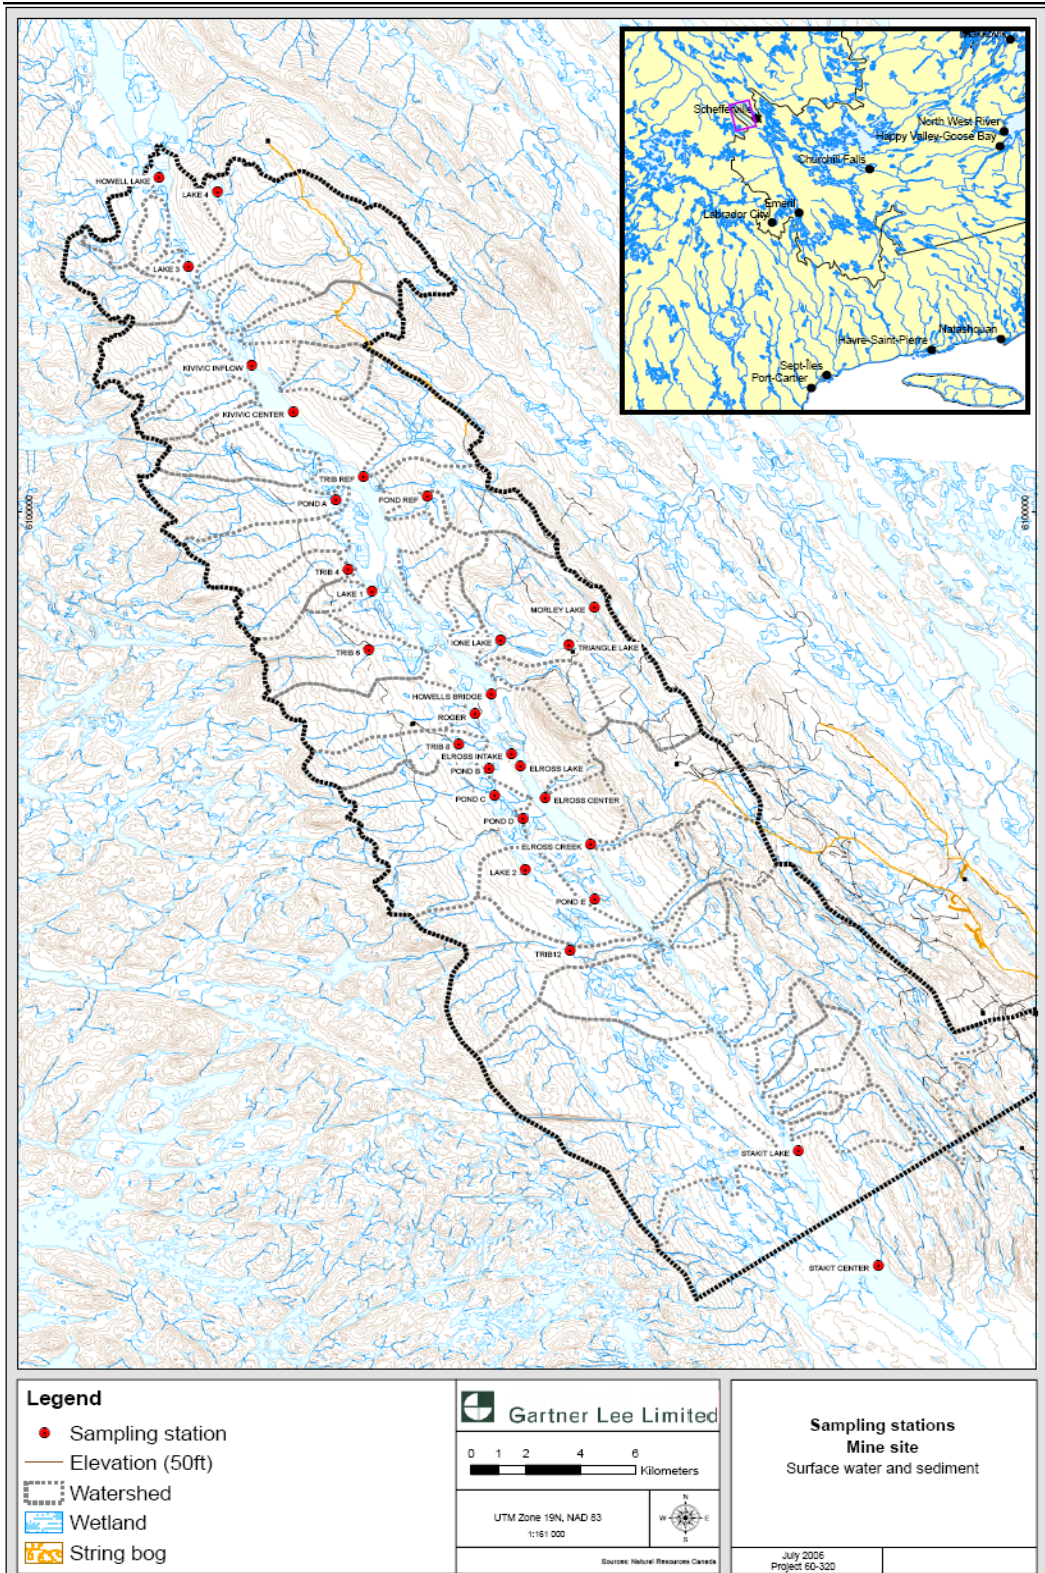 Schefferville
North West River
Happy Valley-Goose Bay
Churchill Falls
Emeril
Labrador City
Natashquan
Havre-Saint-Pierre
Sept-Iles
Port-Cartier
HOWELL LAKE
LAKE 4
LAKE 3
KIVIVIC INFLOW
KIVIVIC CENTER
TRIB REF
POND A
POND REF
6100000
6100000
TRIB 4
LAKE 1
MORLEY LAKE
IONE LAKE
TRIANGLE LAKE
TRIB 6
HOWELLS BRIDGE
ROGER
TRIB 8
ELROSS INTAKE
POND B
ELROSS LAKE
POND C
ELROSS CENTER
POND D
ELROSS CREEK
LAKE 2
POND E
TRIB12
STAKIT LAKE
STAKIT CENTER
Legend
Sampling station
Elevation (50ft)
Watershed
Wetland
String bog
Gartner Lee Limited
0 1 2 4 6
Kilometers
UTM Zone 19N, NAD 83
1:161 000
N
W E
S
Sources: Natural Resources Canada
Sampling stations
Mine site
Surface water and sediment
July 2006
Project 60-320